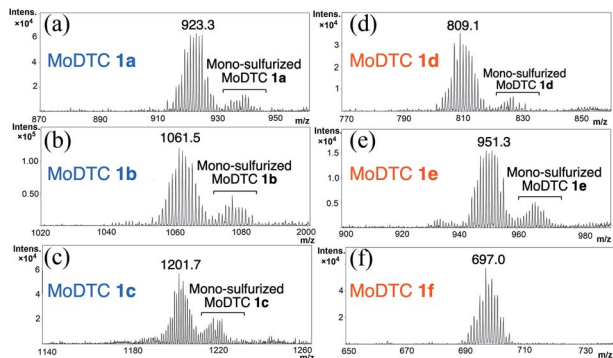 Intens.
×10⁴
(a)
923.3
6
4
2
MoDTC 1a
Mono-sulfurized
MoDTC 1a
870
890
910
930
950
m/z
Intens.
×10⁵
(b)
1061.5
1.00
0.50
MoDTC 1b
Mono-sulfurized
MoDTC 1b
1020
1040
1060
1080
2000
m/z
Intens.
×10⁴
(c)
1201.7
6
4
2
MoDTC 1c
Mono-sulfurized
MoDTC 1c
1140
1180
1220
1260
m/z
Intens.
×10⁴
(d)
809.1
3
2
1
MoDTC 1d
Mono-sulfurized
MoDTC 1d
770
790
810
830
850
m/z
Intens.
×10⁴
(e)
951.3
1.5
1.0
0.5
MoDTC 1e
Mono-sulfurized
MoDTC 1e
900
920
940
960
980
m/z
Intens.
×10⁴
(f)
697.0
4
2
MoDTC 1f
650
670
690
710
730
m/z